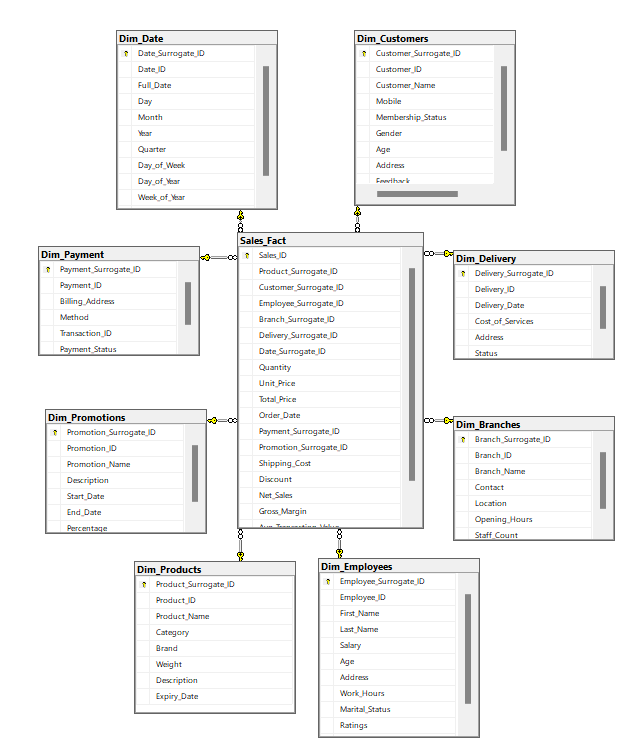 Dim_Date
Date_Surrogate_ID
Date_ID
Full_Date
Day
Month
Year
Quarter
Day_of_Week
Day_of_Year
Week_of_Year
Dim_Customers
Customer_Surrogate_ID
Customer_ID
Customer_Name
Mobile
Membership_Status
Gender
Age
Address
Feedback
Dim_Payment
Payment_Surrogate_ID
Payment_ID
Billing_Address
Method
Transaction_ID
Payment_Status
Sales_Fact
Sales_ID
Product_Surrogate_ID
Customer_Surrogate_ID
Employee_Surrogate_ID
Branch_Surrogate_ID
Delivery_Surrogate_ID
Date_Surrogate_ID
Quantity
Unit_Price
Total_Price
Order_Date
Payment_Surrogate_ID
Promotion_Surrogate_ID
Shipping_Cost
Discount
Net_Sales
Gross_Margin
Avg_Transaction_Value
Dim_Delivery
Delivery_Surrogate_ID
Delivery_ID
Delivery_Date
Cost_of_Services
Address
Status
Dim_Promotions
Promotion_Surrogate_ID
Promotion_ID
Promotion_Name
Description
Start_Date
End_Date
Percentage
Dim_Branches
Branch_Surrogate_ID
Branch_ID
Branch_Name
Contact
Location
Opening_Hours
Staff_Count
Dim_Products
Product_Surrogate_ID
Product_ID
Product_Name
Category
Brand
Weight
Description
Expiry_Date
Dim_Employees
Employee_Surrogate_ID
Employee_ID
First_Name
Last_Name
Salary
Age
Address
Work_Hours
Marital_Status
Ratings